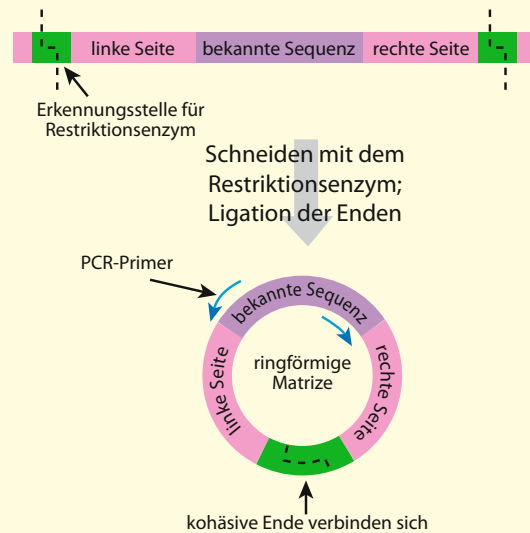 linke Seite bekannte Sequenz rechte Seite
Erkennungsstelle für
Restriktionsenzym
Schneiden mit dem
Restriktionsenzym;
Ligation der Enden
PCR-Primer
bekannte Sequenz
linke Seite
ringförmige
Matrize
rechte Seite
kohäsive Ende verbinden sich